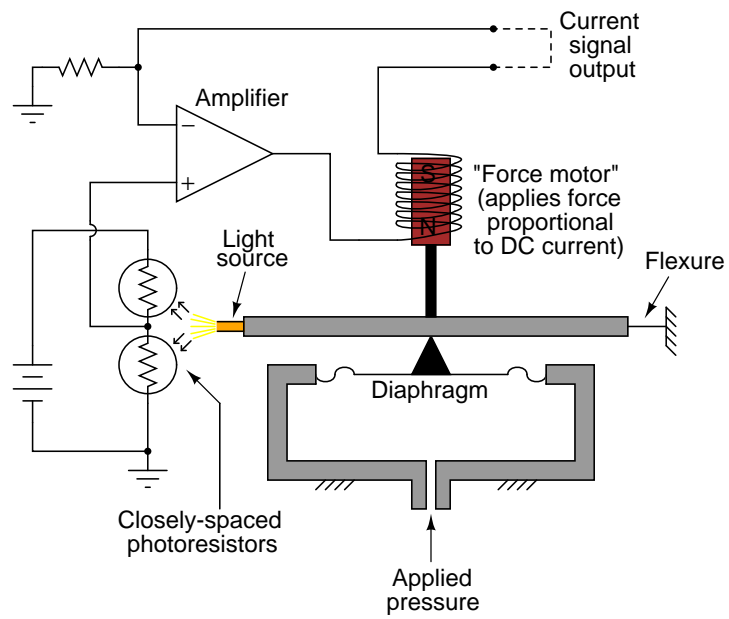 Current
signal
output
Amplifier
−
+
S
N
"Force motor"
(applies force
proportional
to DC current)
Light
source
Flexure
Diaphragm
Closely-spaced
photoresistors
Applied
pressure